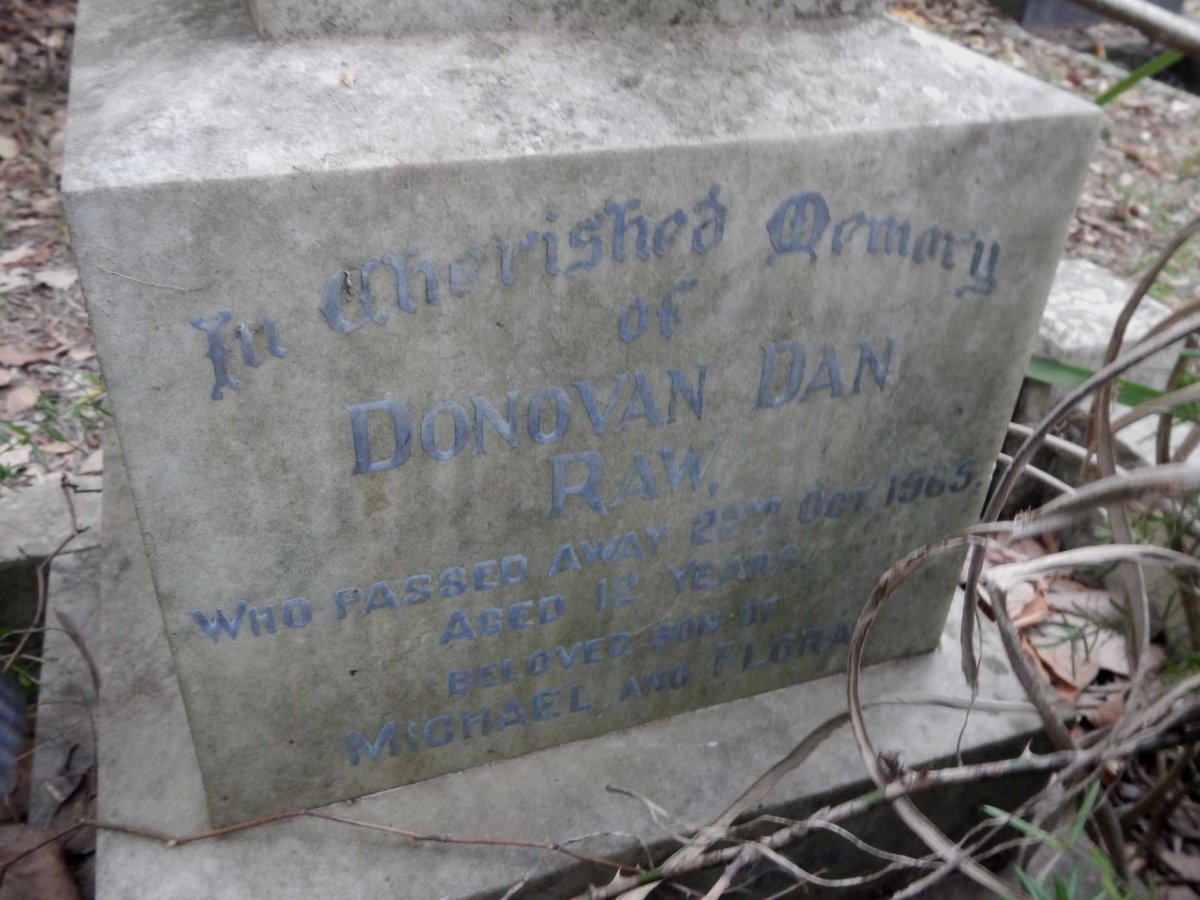 In Cherished Memory
of
DONOVAN DAN
RAW,
WHO PASSED AWAY 22ND OCT. 1965.
AGED 12 YEARS.
BELOVED SON OF
MICHAEL AND FLORA